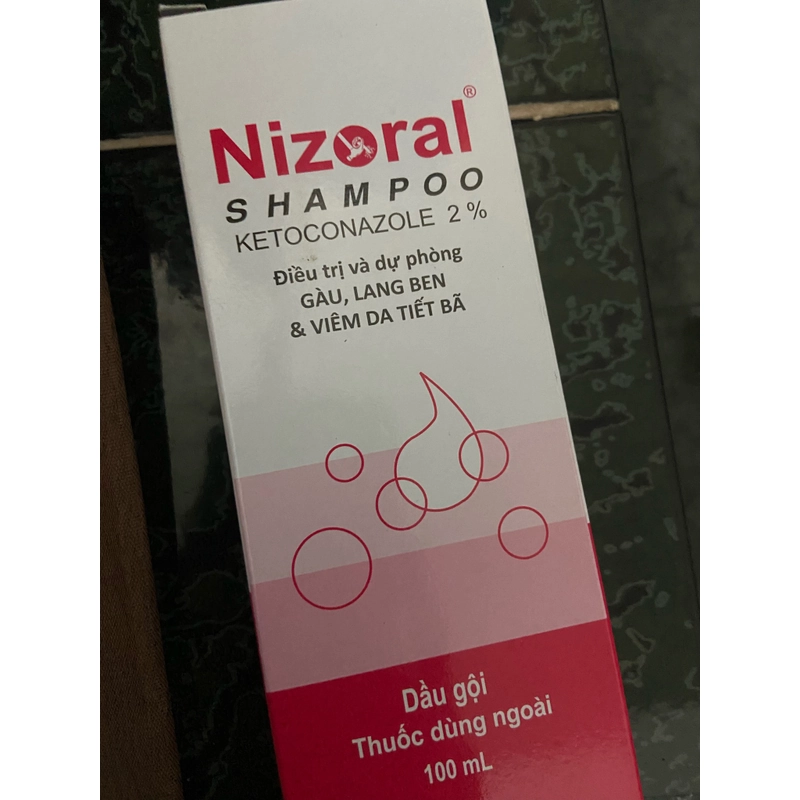 Nizoral®
SHAMPOO
KETOCONAZOLE 2 %
Điều trị và dự phòng
GÀU, LANG BEN
& VIÊM DA TIẾT BÃ
Dầu gội
Thuốc dùng ngoài
100 mL